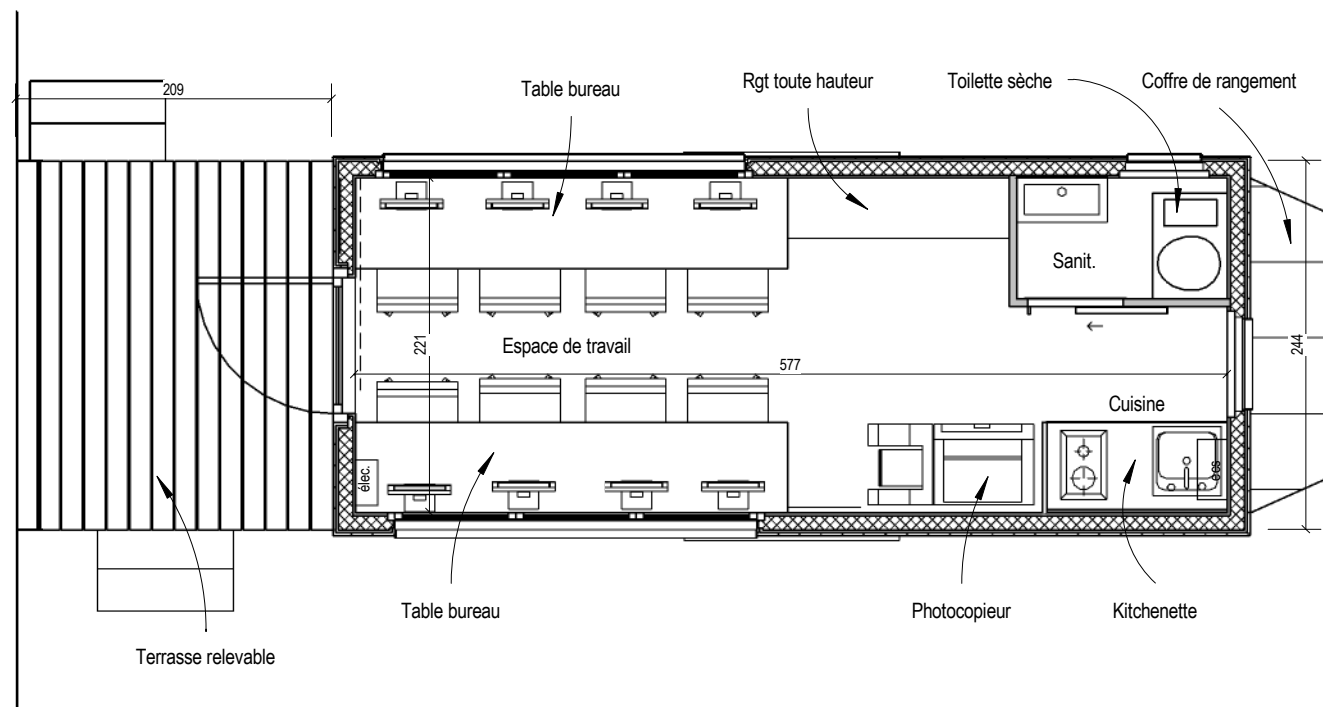 209
Table bureau
Rgt toute hauteur
Toilette sèche
Coffre de rangement
Sanit.
221
Espace de travail
577
244
Cuisine
élec.
ecs
Table bureau
Photocopieur
Kitchenette
Terrasse relevable